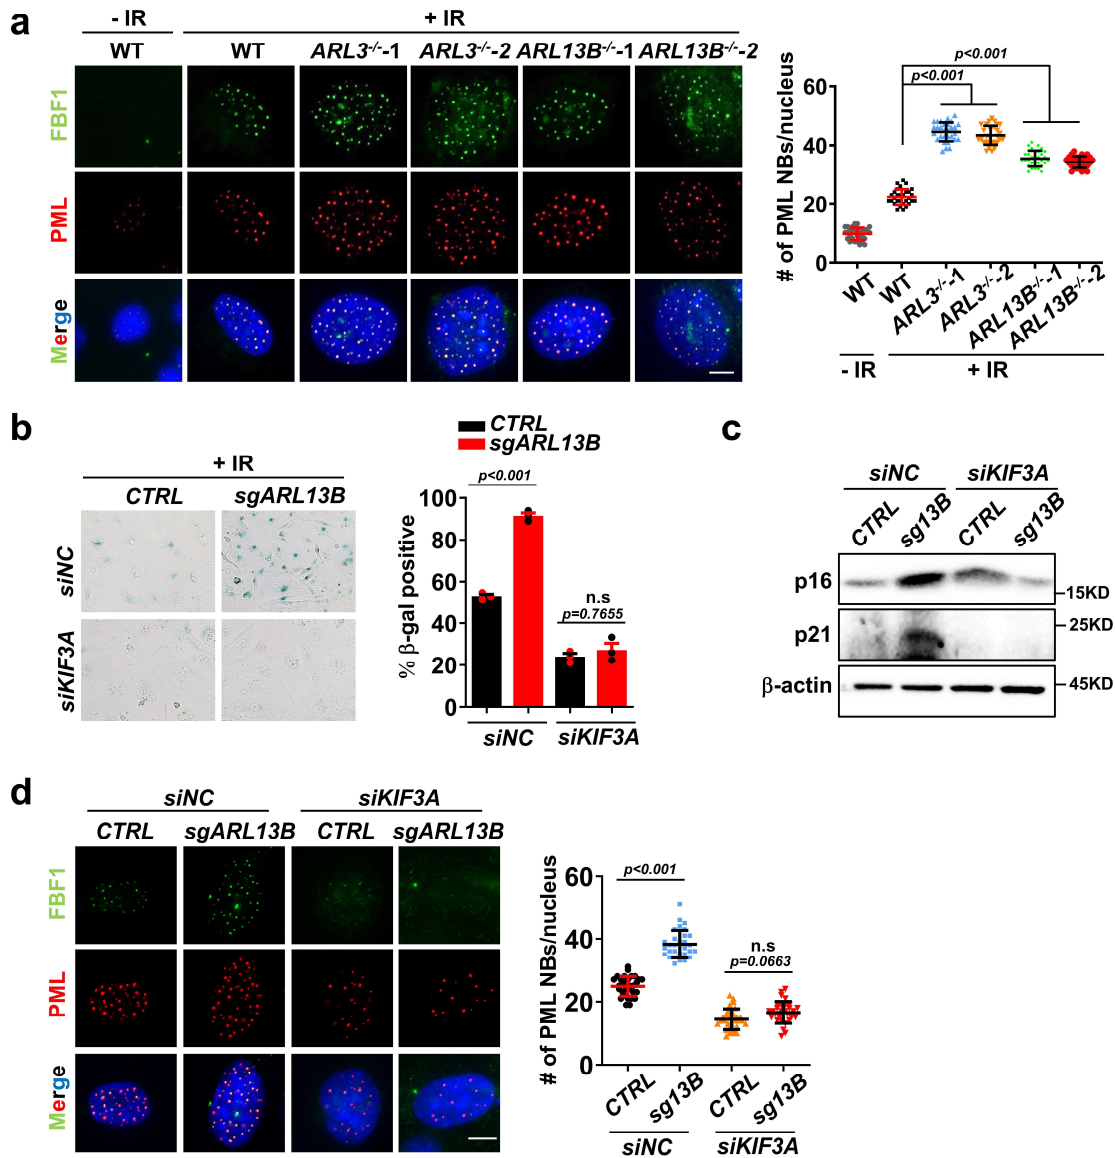 a
- IR
+ IR
WT
WT
ARL3-/--1
ARL3-/--2
ARL13B-/--1
ARL13B-/--2
FBF1
PML
Merge
# of PML NBs/nucleus
60
40
20
0
p<0.001
p<0.001
WT
WT
ARL3-/--1
ARL3-/--2
ARL13B-/--1
ARL13B-/--2
- IR
+ IR
b
+ IR
CTRL
sgARL13B
siNC
siKIF3A
CTRL
sgARL13B
% β-gal positive
100
80
60
40
20
0
p<0.001
n.s
p=0.7655
siNC
siKIF3A
c
siNC
siKIF3A
CTRL
sg13B
CTRL
sg13B
p16
15KD
p21
25KD
β-actin
45KD
d
siNC
siKIF3A
CTRL
sgARL13B
CTRL
sgARL13B
FBF1
PML
Merge
# of PML NBs/nucleus
60
40
20
0
p<0.001
n.s
p=0.0663
CTRL
sg13B
CTRL
sg13B
siNC
siKIF3A